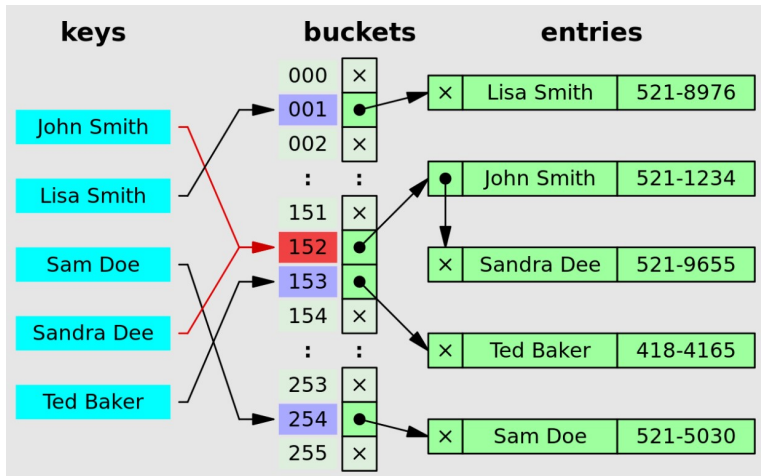 keys
buckets
entries
John Smith
Lisa Smith
Sam Doe
Sandra Dee
Ted Baker
000 ×
001
002 ×
: :
151 ×
152
153
154 ×
: :
253 ×
254
255 ×
× Lisa Smith 521-8976
John Smith 521-1234
× Sandra Dee 521-9655
× Ted Baker 418-4165
× Sam Doe 521-5030